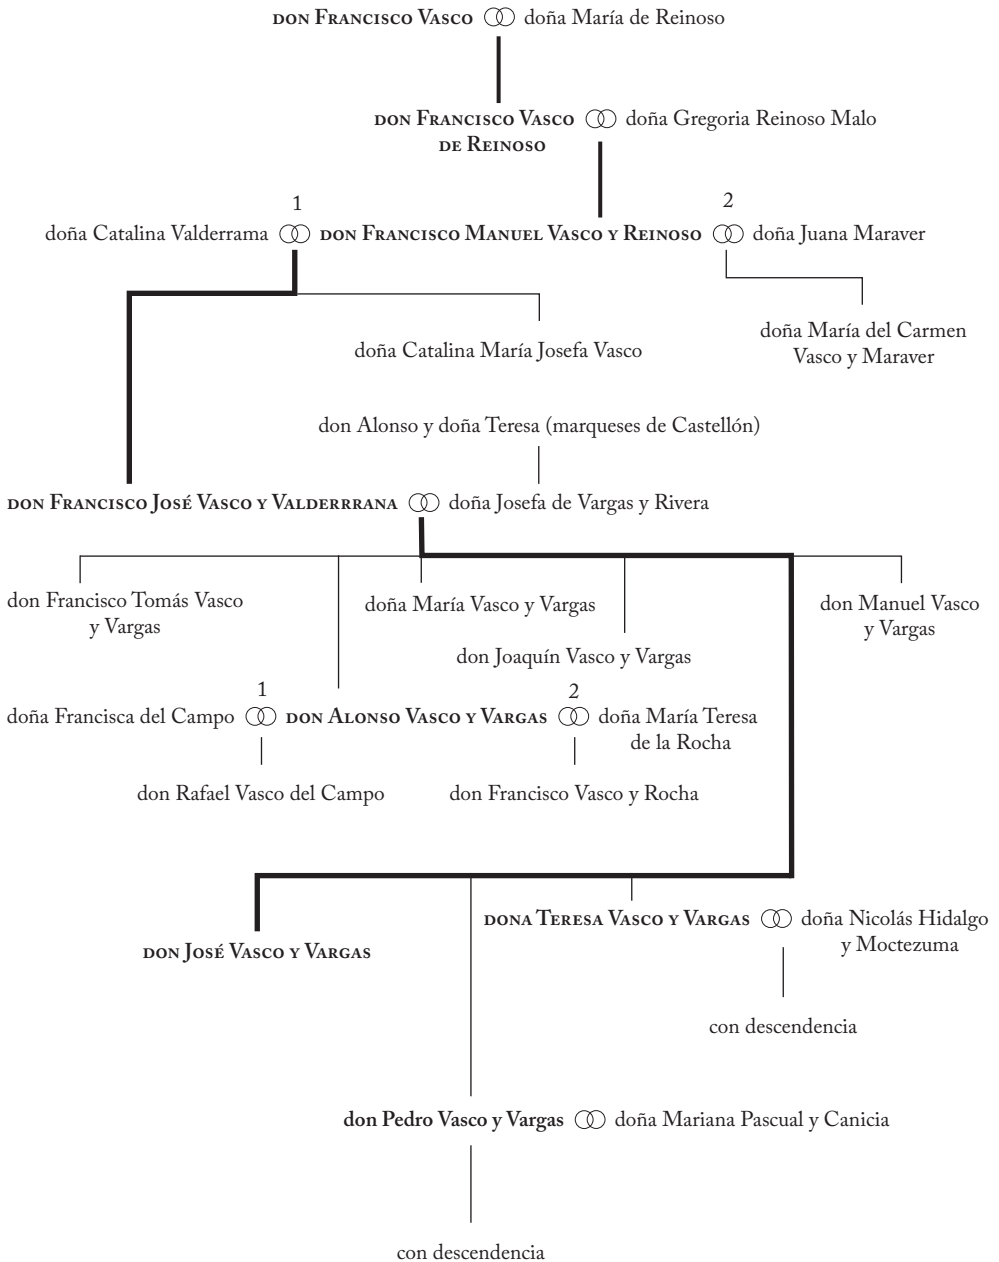 DON FRANCISCO VASCO doña María de Reinoso
DON FRANCISCO VASCO doña Gregoria Reinoso Malo
DE REINOSO
1 2
doña Catalina Valderrama DON FRANCISCO MANUEL VASCO Y REINOSO doña Juana Maraver
doña María del Carmen
Vasco y Maraver
doña Catalina María Josefa Vasco
don Alonso y doña Teresa (marqueses de Castellón)
DON FRANCISCO JOSÉ VASCO Y VALDERRRANA doña Josefa de Vargas y Rivera
don Francisco Tomás Vasco
y Vargas
doña María Vasco y Vargas
don Manuel Vasco
y Vargas
don Joaquín Vasco y Vargas
1 2
doña Francisca del Campo DON ALONSO VASCO Y VARGAS doña María Teresa
de la Rocha
don Rafael Vasco del Campo don Francisco Vasco y Rocha
DONA TERESA VASCO Y VARGAS doña Nicolás Hidalgo
y Moctezuma
DON JOSÉ VASCO Y VARGAS
con descendencia
don Pedro Vasco y Vargas doña Mariana Pascual y Canicia
con descendencia